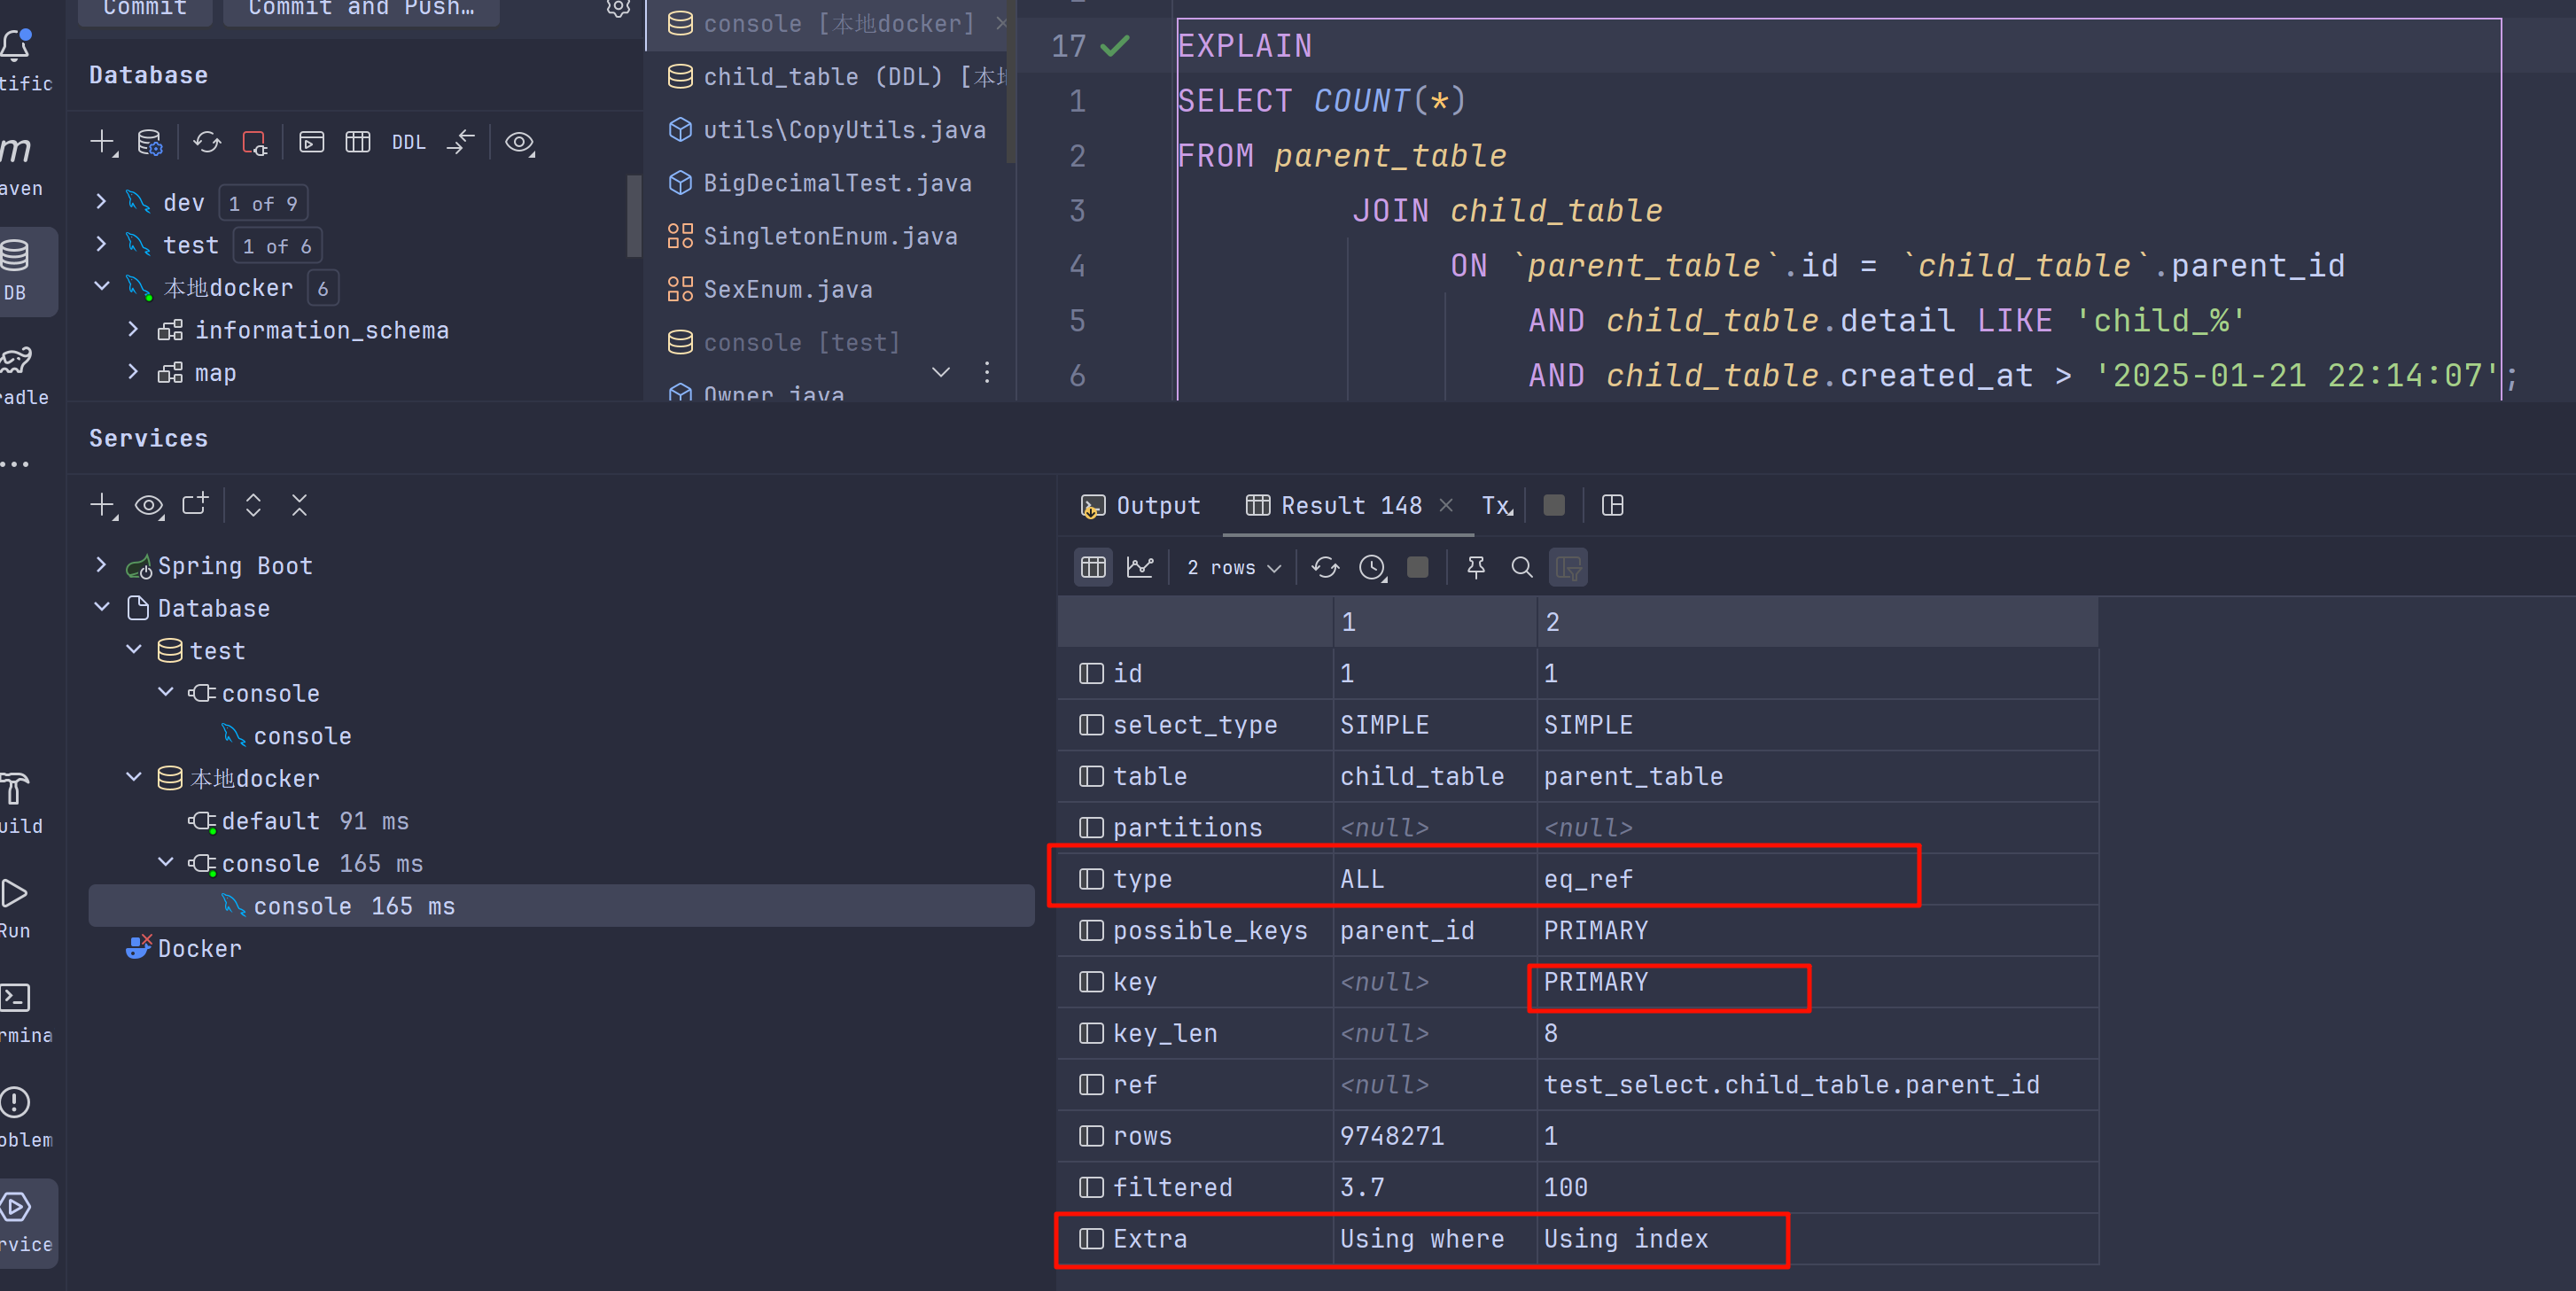 Commit
Commit and Push…
Database
DDL
dev 1 of 9
test 1 of 6
本地docker 6
information_schema
map
DB
console [本地docker]
child_table (DDL) [本
utils\CopyUtils.java
BigDecimalTest.java
SingletonEnum.java
SexEnum.java
console [test]
Owner.java
17 EXPLAIN
1 SELECT COUNT(*)
2 FROM parent_table
3 JOIN child_table
4 ON `parent_table`.id = `child_table`.parent_id
5 AND child_table.detail LIKE 'child_%'
6 AND child_table.created_at > '2025-01-21 22:14:07';
Services
Spring Boot
Database
test
console
console
本地docker
default 91 ms
console 165 ms
console 165 ms
Docker
Run
Output
Result 148
Tx
2 rows
1 2
id 1 1
select_type SIMPLE SIMPLE
table child_table parent_table
partitions <null> <null>
type ALL eq_ref
possible_keys parent_id PRIMARY
key <null> PRIMARY
key_len <null> 8
ref <null> test_select.child_table.parent_id
rows 9748271 1
filtered 3.7 100
Extra Using where Using index